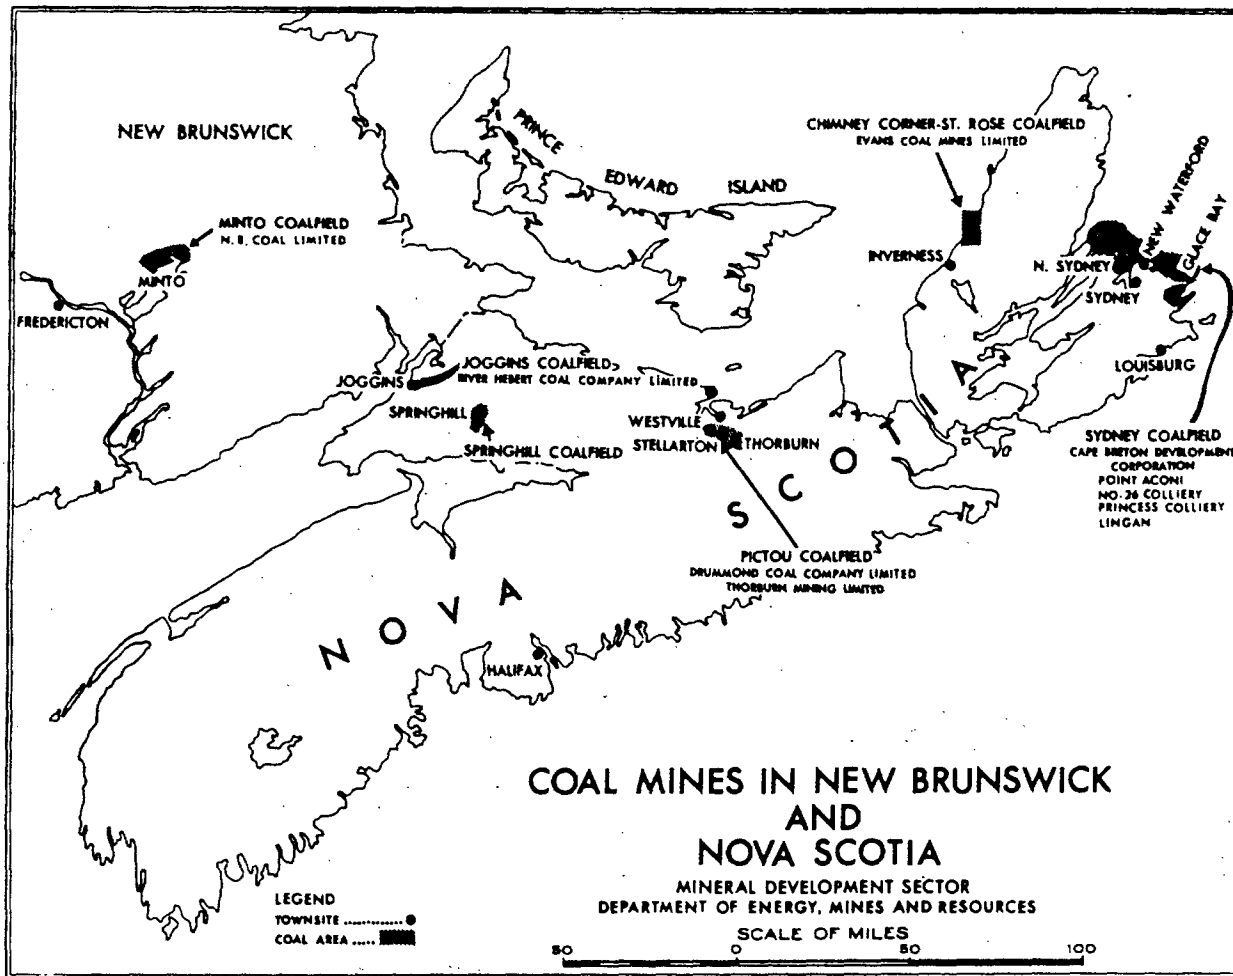 NEW BRUNSWICK
PRINCE
EDWARD
ISLAND
CHIMNEY CORNER-ST. ROSE COALFIELD
EVANS COAL MINES LIMITED
NEW WATERFORD
GLACE BAY
MINTO COALFIELD
N.B. COAL LIMITED
MINTO
FREDERICTON
INVERNESS
N. SYDNEY
SYDNEY
LOUISBURG
JOGGINS
JOGGINS COALFIELD
RIVER HEBERT COAL COMPANY LIMITED
SPRINGHILL
SPRINGHILL COALFIELD
WESTVILLE
STELLARTON
THORBURN
SYDNEY COALFIELD
CAPE BRETON DEVELOPMENT
CORPORATION
POINT ACONI
NO-26 COLLIERY
PRINCESS COLLIERY
LINGAN
PICTOU COALFIELD
DRUMMOND COAL COMPANY LIMITED
THORBURN MINING LIMITED
NOVA
SCO A
HALIFAX
COAL MINES IN NEW BRUNSWICK
AND
NOVA SCOTIA
MINERAL DEVELOPMENT SECTOR
DEPARTMENT OF ENERGY, MINES AND RESOURCES
SCALE OF MILES
50 0 50 100
LEGEND
TOWNSITE ............
COAL AREA .....